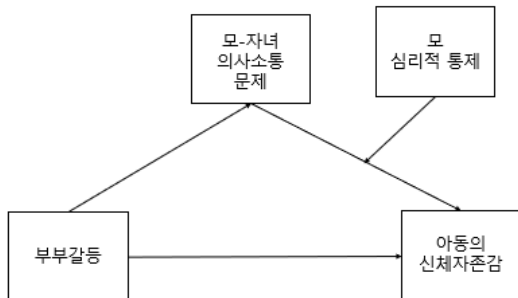 모-자녀
의사소통
문제
모
심리적 통제
부부갈등
아동의
신체자존감